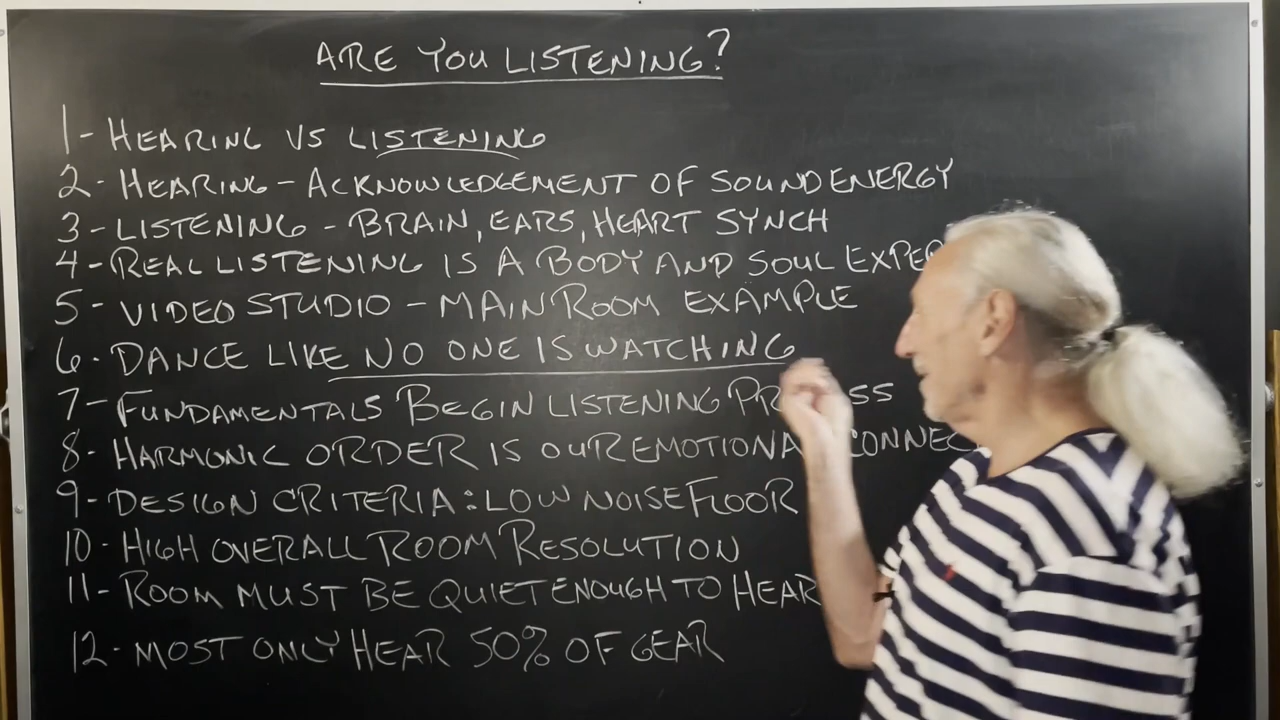 ARE YOU LISTENING?
1- HEARING VS LISTENING
2- HEARING - ACKNOWLEDGEMENT OF SOUND ENERGY
3- LISTENING - BRAIN, EARS, HEART SYNCH
4- REAL LISTENING IS A BODY AND SOUL
5- VIDEO STUDIO - MAIN ROOM EXAMPLE
6- DANCE LIKE NO ONE IS WATCHING
7- FUNDAMENTALS BEGIN LISTENING
8- HARMONIC ORDER IS OUR EMOTIONA CONNEC
9- DESIGN CRITERIA: LOW NOISE FLOOR
10- HIGH OVERALL ROOM RESOLUTION
11- ROOM MUST BE QUIET ENOUGH TO HEAR
12- MOST ONLY HEAR 50% OF GEAR